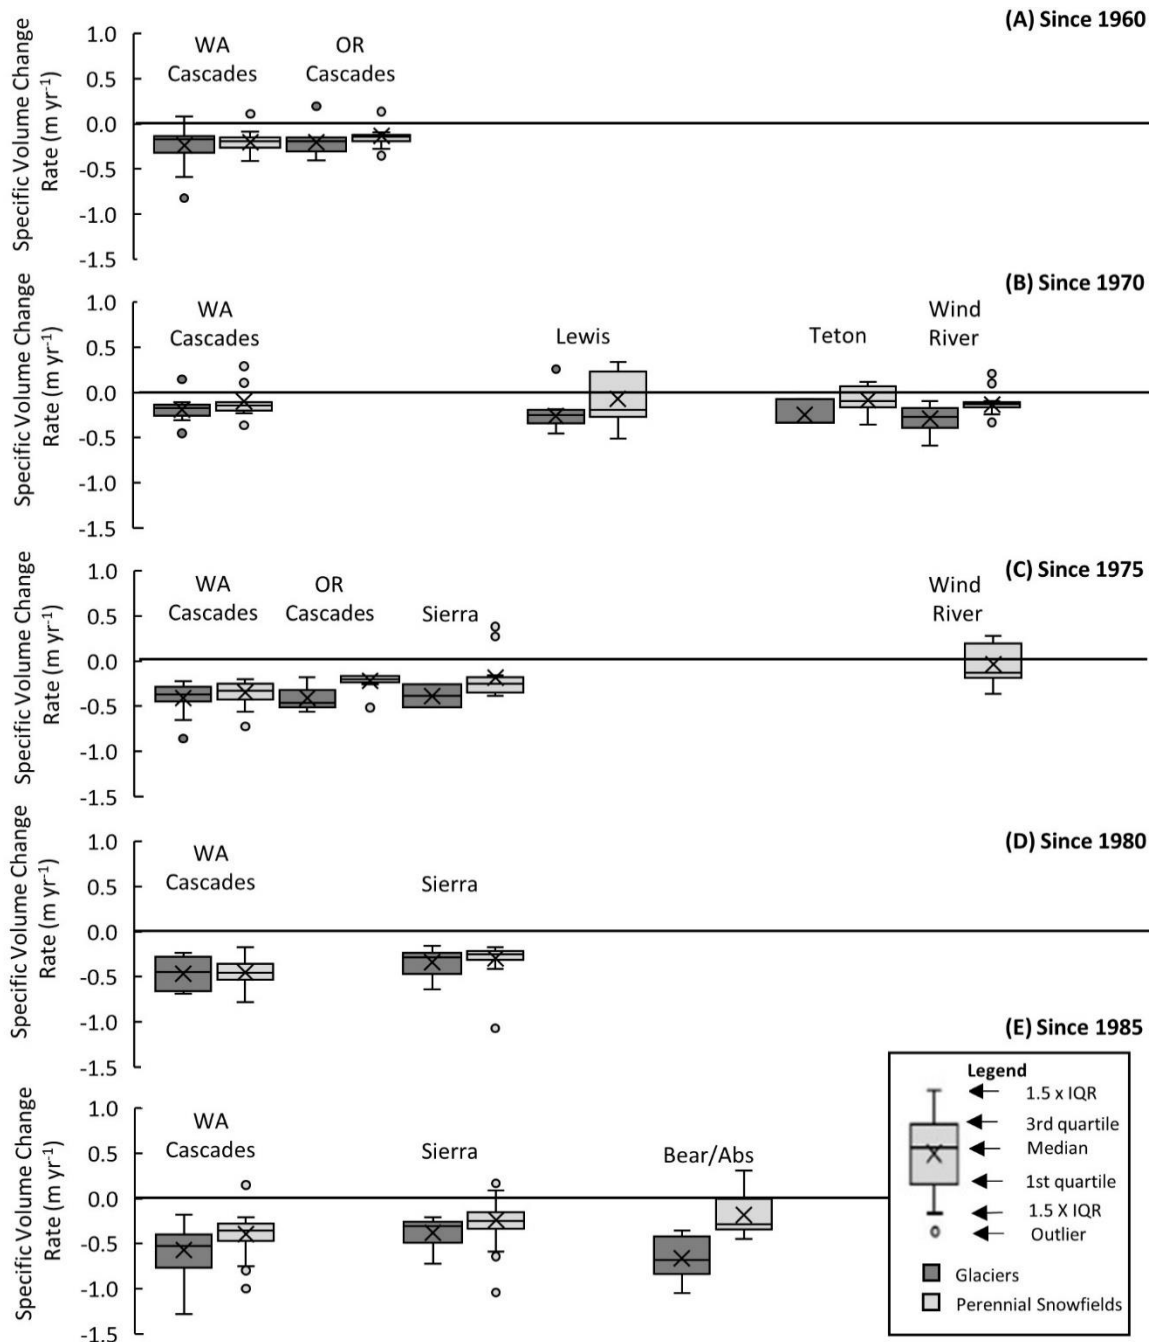 (A) Since 1960
Specific Volume Change
Rate (m yr⁻¹)
1.0
0.5
0.0
-0.5
-1.0
-1.5
WA
Cascades
OR
Cascades
(B) Since 1970
Specific Volume Change
Rate (m yr⁻¹)
1.0
0.5
0.0
-0.5
-1.0
-1.5
WA
Cascades
Lewis
Teton
Wind
River
(C) Since 1975
Specific Volume Change
Rate (m yr⁻¹)
1.0
0.5
0.0
-0.5
-1.0
-1.5
WA
Cascades
OR
Cascades
Sierra
Wind
River
(D) Since 1980
Specific Volume Change
Rate (m yr⁻¹)
1.0
0.5
0.0
-0.5
-1.0
-1.5
WA
Cascades
Sierra
(E) Since 1985
Specific Volume Change
Rate (m yr⁻¹)
1.0
0.5
0.0
-0.5
-1.0
-1.5
WA
Cascades
Sierra
Bear/Abs
Legend
1.5 x IQR
3rd quartile
Median
1st quartile
1.5 X IQR
Outlier
Glaciers
Perennial Snowfields